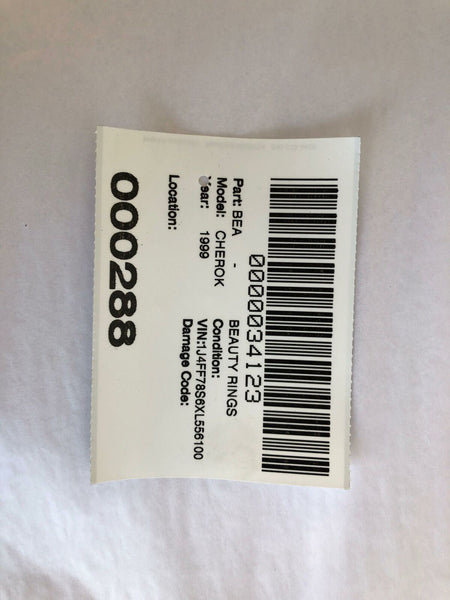 0000034123
Part: BEA - BEAUTY RINGS
Model: CHEROK Condition:
Year: 1999 VIN:1J4FF78S6XL556100
Damage Code:
Location:
000288